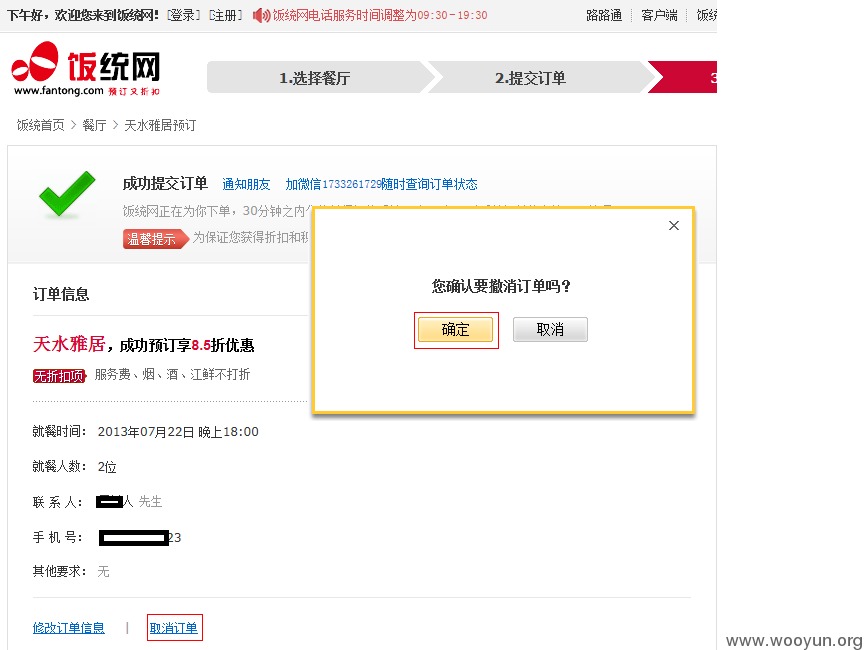 下午好，欢迎您来到饭统网! [登录] [注册] 饭统网电话服务时间调整为09:30-19:30 路路通 客户端 饭统
饭统网
www.fantong.com 预订又折扣
1.选择餐厅 2.提交订单 3
饭统首页 > 餐厅 > 天水雅居预订
成功提交订单 通知朋友 加微信1733261729随时查询订单状态
饭统网正在为你下单，30分钟之内
温馨提示 为保证您获得折扣和积
×
您确认要撤消订单吗?
确定 取消
订单信息
天水雅居，成功预订享8.5折优惠
无折扣项 服务费、烟、酒、江鲜不打折
就餐时间: 2013年07月22日 晚上18:00
就餐人数: 2位
联 系 人: 人 先生
手 机 号: 23
其他要求: 无
修改订单信息 | 取消订单
www.wooyun.org